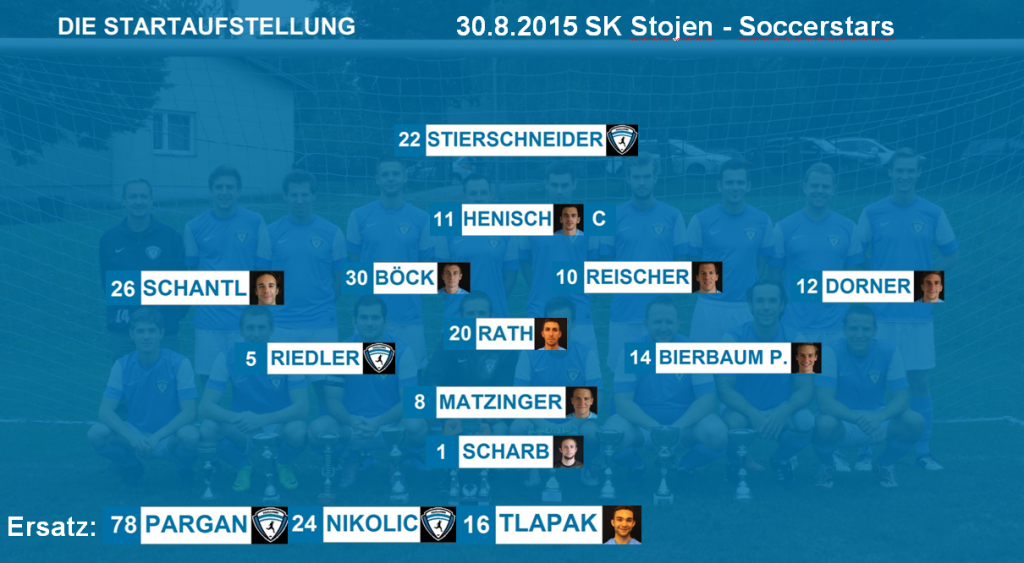 DIE STARTAUFSTELLUNG
30.8.2015 SK Stojen - Soccerstars
22 STIERSCHNEIDER
11 HENISCH C
26 SCHANTL 30 BÖCK 10 REISCHER 12 DORNER
20 RATH
5 RIEDLER 14 BIERBAUM P.
8 MATZINGER
1 SCHARB
Ersatz: 78 PARGAN 24 NIKOLIC 16 TLAPAK